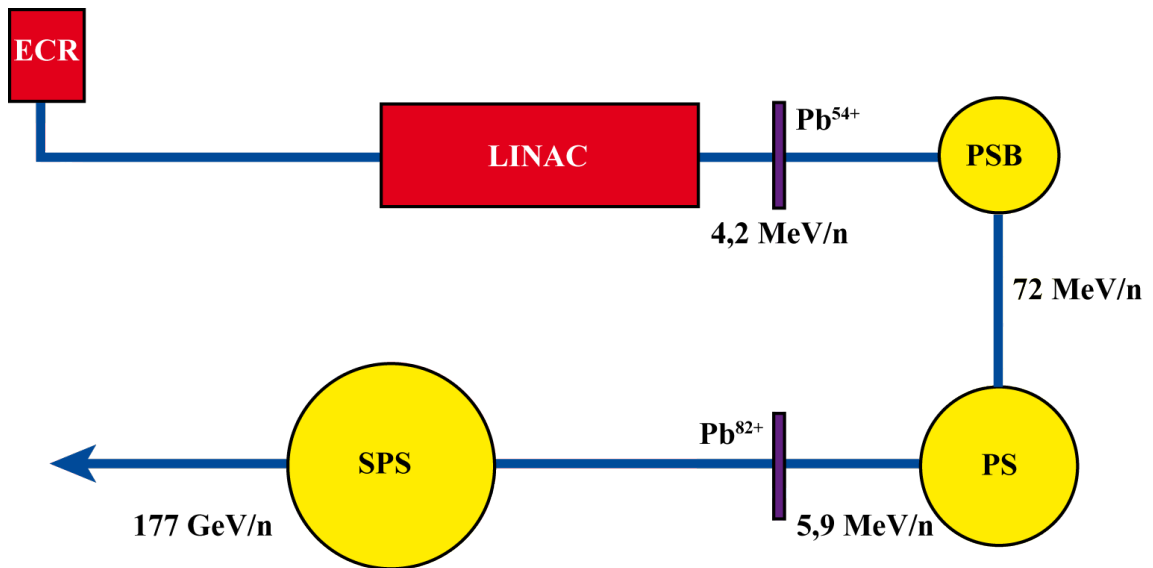 ECR
LINAC
Pb⁵⁴⁺
PSB
4,2 MeV/n
72 MeV/n
SPS
Pb⁸²⁺
PS
177 GeV/n
5,9 MeV/n